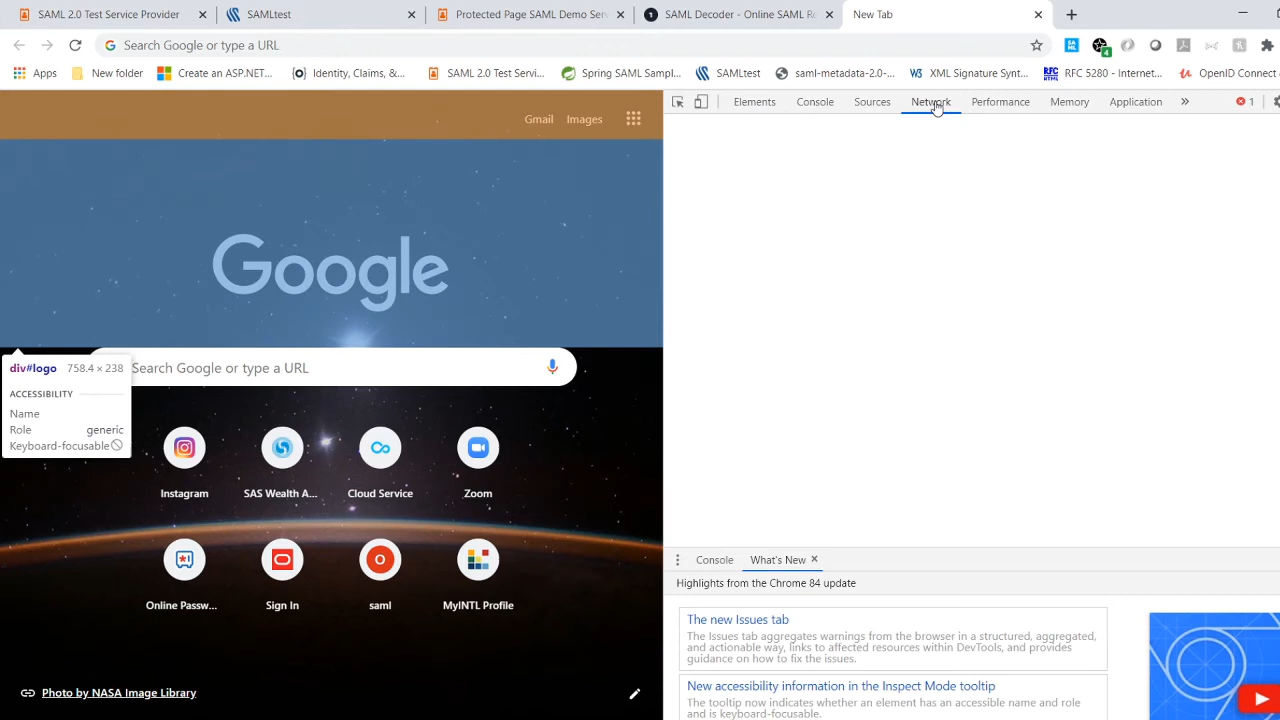 SAML 2.0 Test Service Provider
SAMLtest
Protected Page SAML Demo Serv
SAML Decoder - Online SAML Re
New Tab
Search Google or type a URL
4
Apps
New folder
Create an ASP.NET...
Identity, Claims, &...
SAML 2.0 Test Servi...
Spring SAML Sampl...
SAMLtest
saml-metadata-2.0-...
XML Signature Synt...
RFC 5280 - Internet...
OpenID Connect
Gmail
Images
Elements
Console
Sources
Network
Performance
Memory
Application
1
Google
div#logo 758.4 × 238
ACCESSIBILITY
Name
Role generic
Keyboard-focusable
Search Google or type a URL
Instagram
SAS Wealth A...
Cloud Service
Zoom
Online Passw...
Sign In
saml
MyINTL Profile
Photo by NASA Image Library
Console
What's New
Highlights from the Chrome 84 update
The new Issues tab
The Issues tab aggregates warnings from the browser in a structured, aggregated,
and actionable way, links to affected resources within DevTools, and provides
guidance on how to fix the issues.
New accessibility information in the Inspect Mode tooltip
The tooltip now indicates whether an element has an accessible name and role
and is keyboard-focusable.